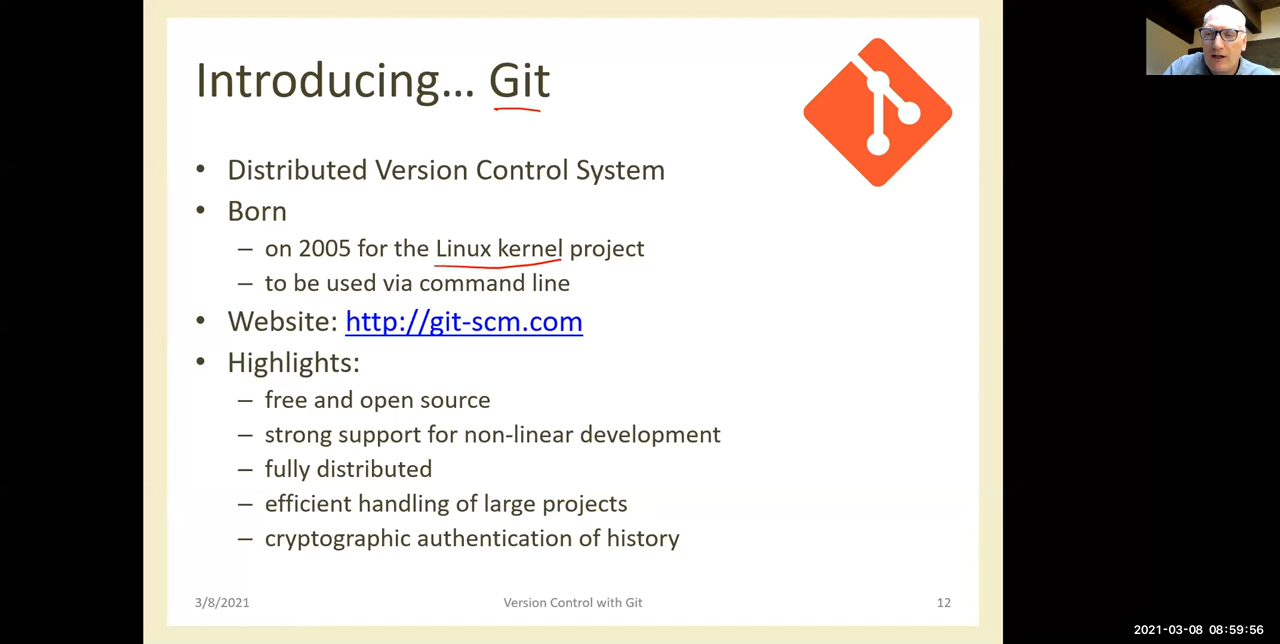 Introducing... Git
• Distributed Version Control System
• Born
– on 2005 for the Linux kernel project
– to be used via command line
• Website: http://git-scm.com
• Highlights:
– free and open source
– strong support for non-linear development
– fully distributed
– efficient handling of large projects
– cryptographic authentication of history
3/8/2021
Version Control with Git
12
2021-03-08 08:59:56